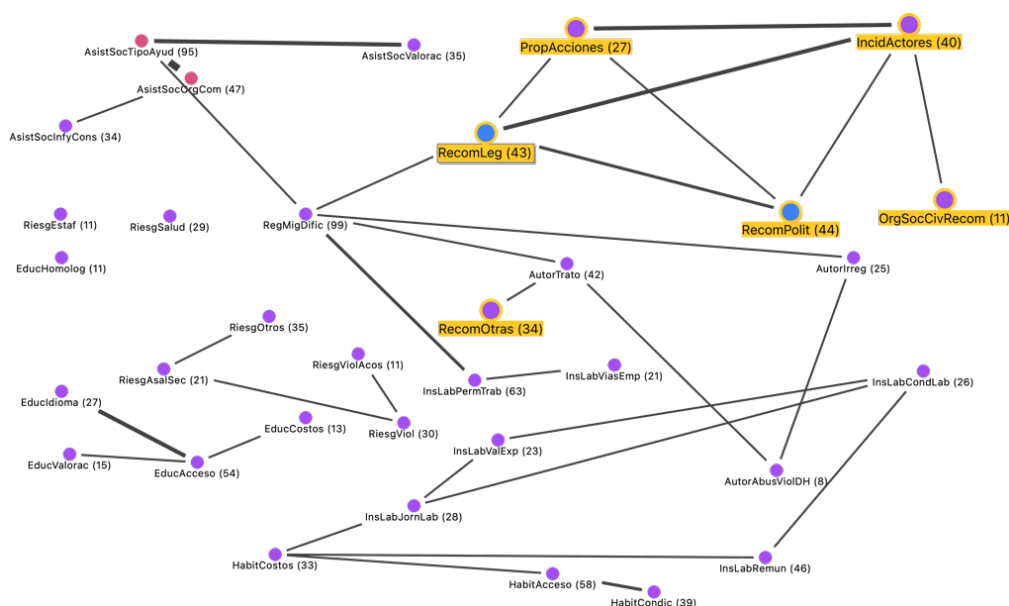 PropAcciones (27)
IncidActores (40)
AsistSocTipoAyud (95)
AsistSocValorac (35)
AsistSocOrgCom (47)
AsistSocInfyCons (34)
RecomLeg (43)
RiesgEstaf (11)
RiesgSalud (29)
RegMigDific (99)
RecomPolit (44)
OrgSocCivRecom (11)
EducHomolog (11)
AutorTrato (42)
AutorIrreg (25)
RiesgOtros (35)
RecomOtras (34)
RiesgViolAcos (11)
RiesgAsalSec (21)
InsLabPermTrab (63)
InsLabViasEmp (21)
InsLabCondLab (26)
EducIdioma (27)
EducCostos (13)
RiesgViol (30)
InsLabValExp (23)
EducValorac (15)
EducAcceso (54)
AutorAbusViolDH (8)
InsLabJornLab (28)
HabitCostos (33)
InsLabRemun (46)
HabitAcceso (58)
HabitCondic (39)